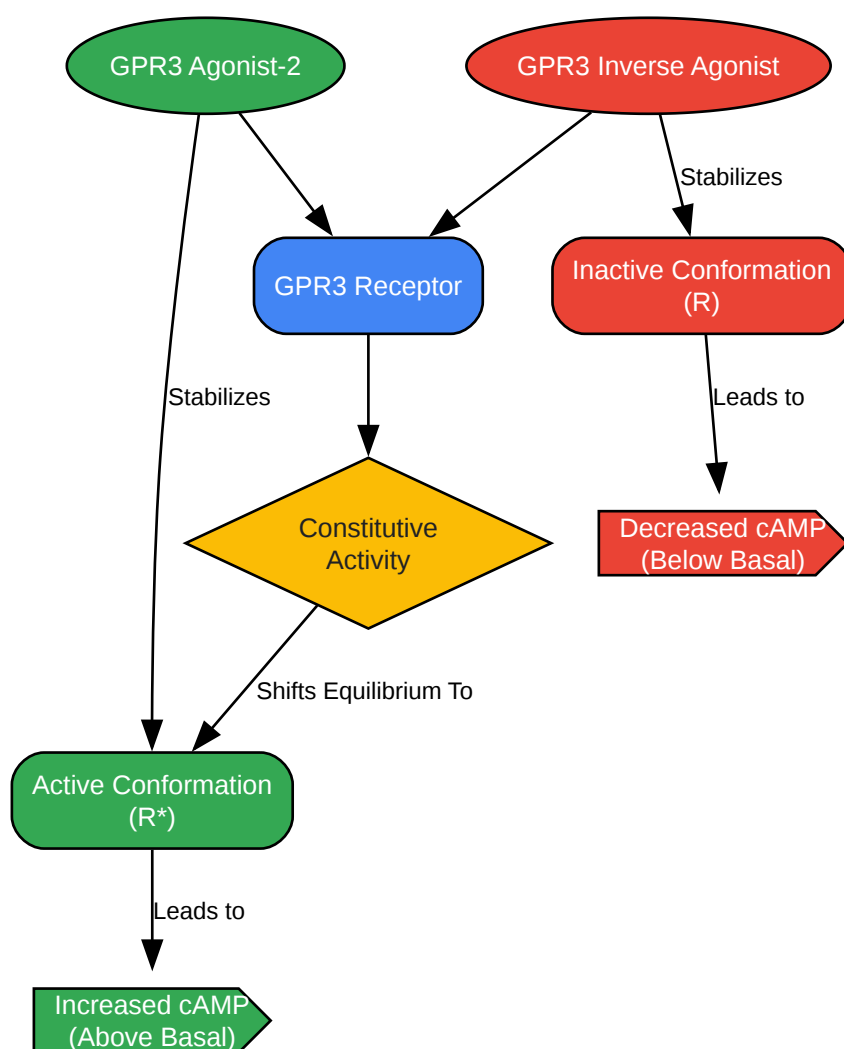 GPR3 Agonist-2
GPR3 Inverse Agonist
Stabilizes
GPR3 Receptor
Inactive Conformation
(R)
Stabilizes
Leads to
Constitutive
Activity
Decreased cAMP
(Below Basal)
Shifts Equilibrium To
Active Conformation
(R*)
Leads to
Increased cAMP
(Above Basal)